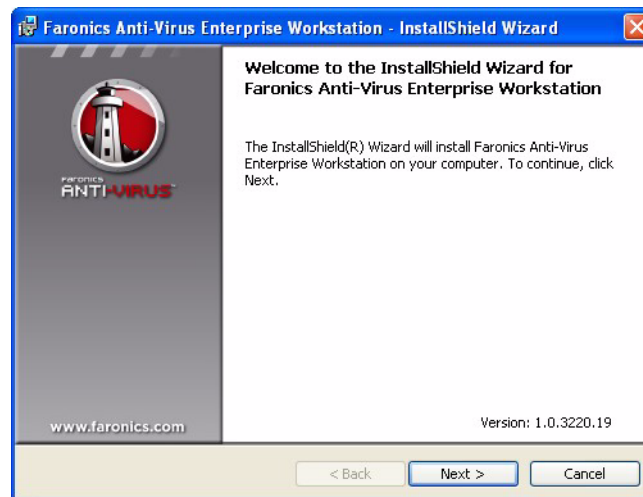 Faronics Anti-Virus Enterprise Workstation - InstallShield Wizard
Welcome to the InstallShield Wizard for
Faronics Anti-Virus Enterprise Workstation
The InstallShield(R) Wizard will install Faronics Anti-Virus
Enterprise Workstation on your computer. To continue, click
Next.
FARONICS
ANTI-VIRUS
www.faronics.com
Version: 1.0.3220.19
< Back
Next >
Cancel